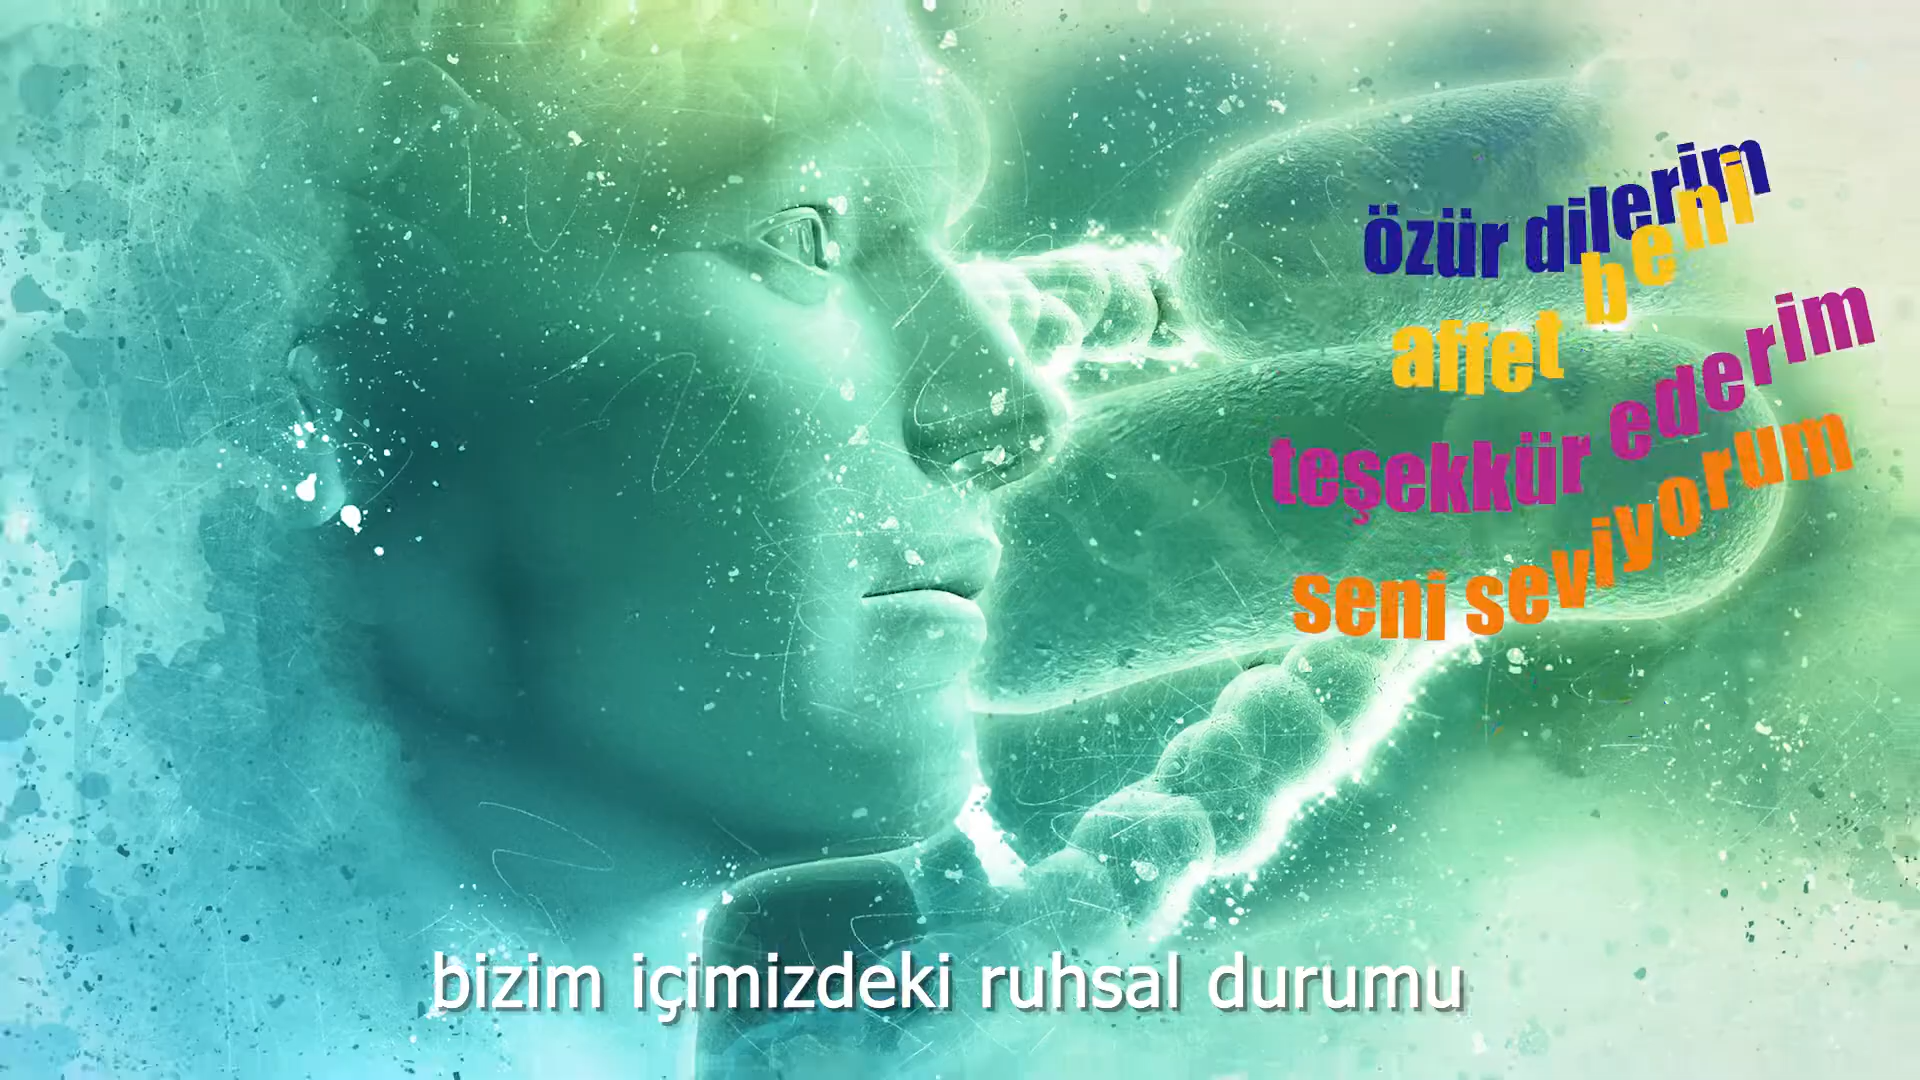 özür dilerim
affet beni
teşekkür ederim
seni seviyorum
bizim içimizdeki ruhsal durumu